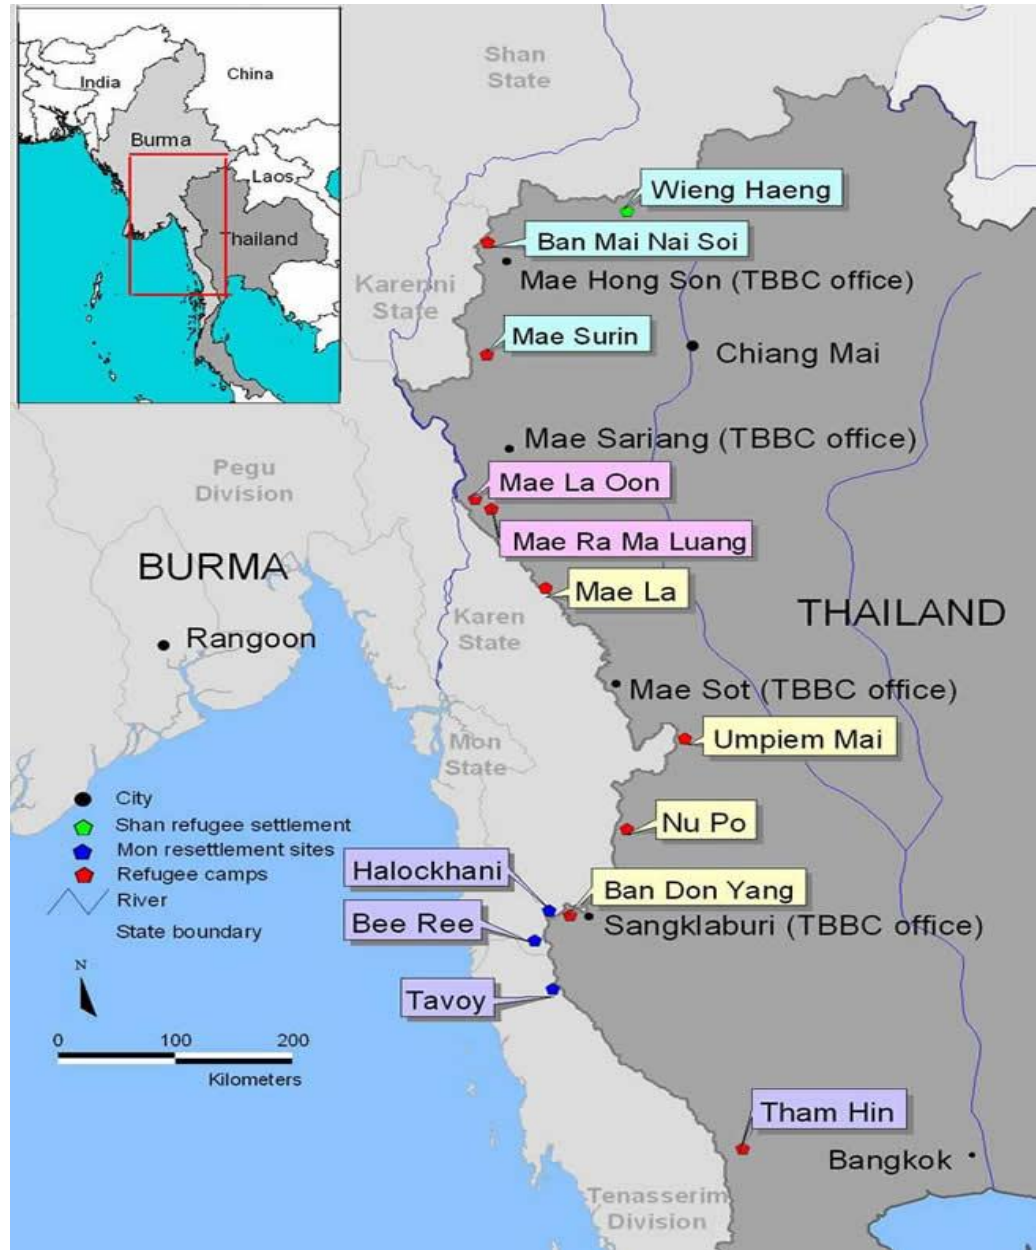 India
China
Burma
Laos
Thailand
Shan
State
Wieng Haeng
Ban Mai Nai Soi
Karenni
State
Mae Hong Son (TBBC office)
Mae Surin
Chiang Mai
Mae Sariang (TBBC office)
Pegu
Division
Mae La Oon
Mae Ra Ma Luang
BURMA
Mae La
Karen
State
THAILAND
Rangoon
Mae Sot (TBBC office)
Mon
State
Umpiem Mai
City
Shan refugee settlement
Mon resettlement sites
Refugee camps
River
State boundary
Nu Po
Halockhani
Ban Don Yang
Bee Ree
Sangklaburi (TBBC office)
Tavoy
N
0 100 200
Kilometers
Tham Hin
Bangkok
Tenasserim
Division